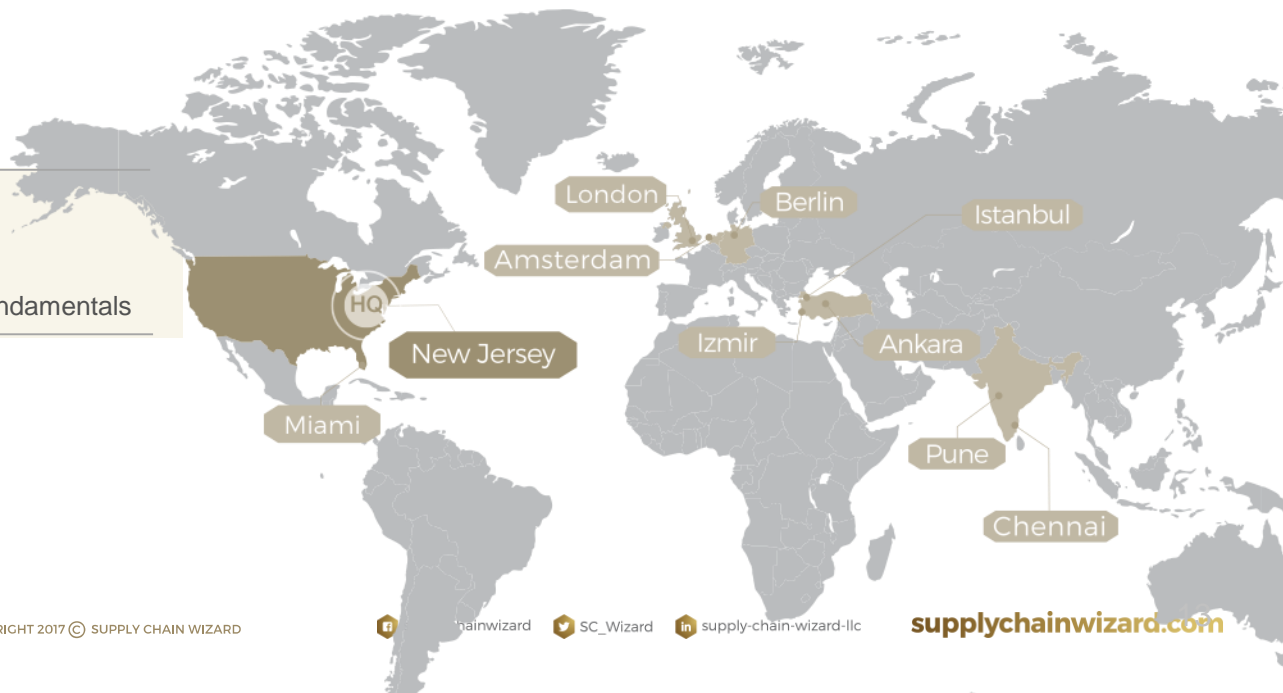 London
Berlin
Istanbul
Amsterdam
ndamentals
HQ
New Jersey
Izmir
Ankara
Miami
Pune
Chennai
RIGHT 2017 © SUPPLY CHAIN WIZARD
hainwizard
SC_Wizard
supply-chain-wizard-llc
supplychainwizard.com